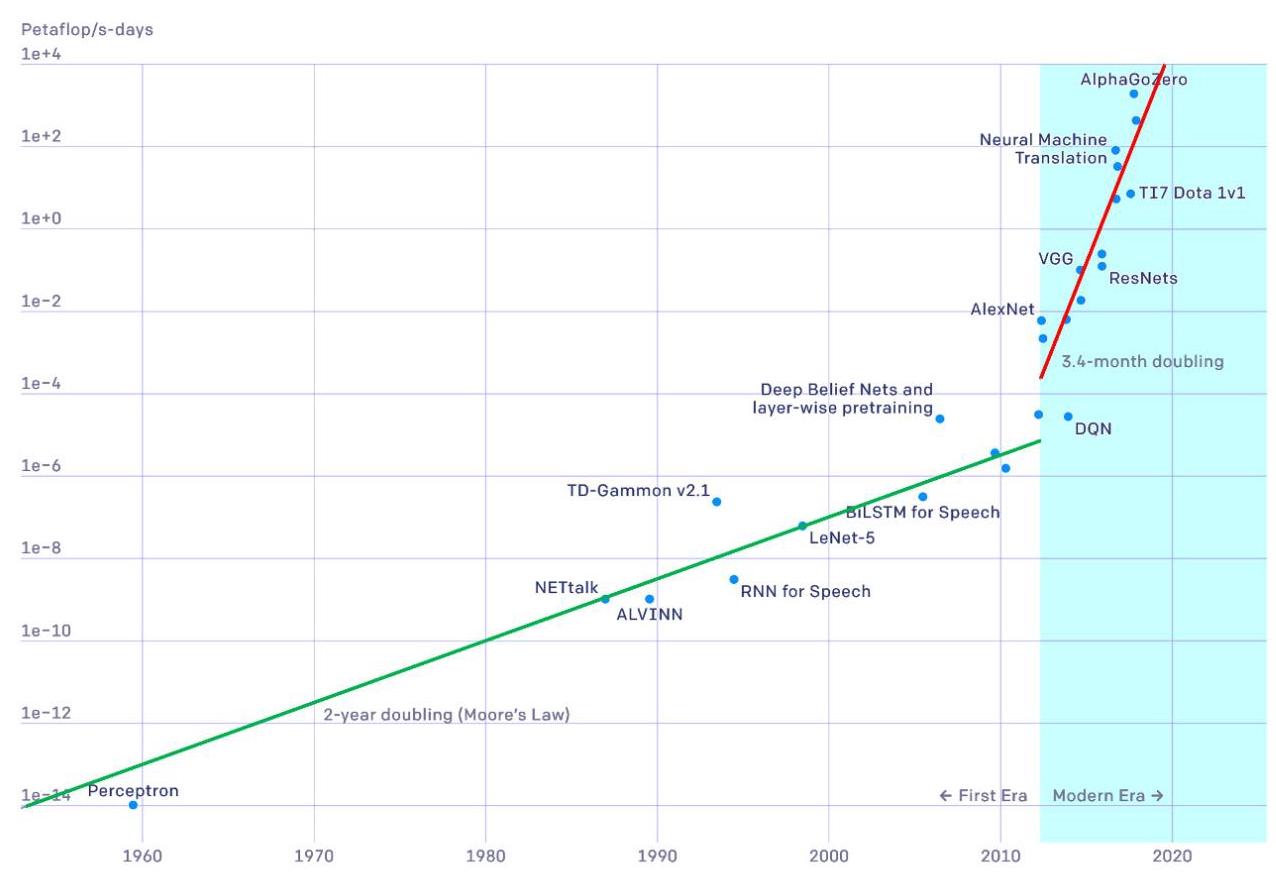 Petaflop/s-days
1e+4
AlphaGoZero
1e+2
Neural Machine
Translation
TI7 Dota 1v1
1e+0
VGG
ResNets
1e-2
AlexNet
3.4-month doubling
1e-4
Deep Belief Nets and
layer-wise pretraining
DQN
1e-6
TD-Gammon v2.1
BiLSTM for Speech
LeNet-5
1e-8
NETtalk
RNN for Speech
ALVINN
1e-10
1e-12
2-year doubling (Moore's Law)
1e-14
Perceptron
← First Era
Modern Era →
1960
1970
1980
1990
2000
2010
2020